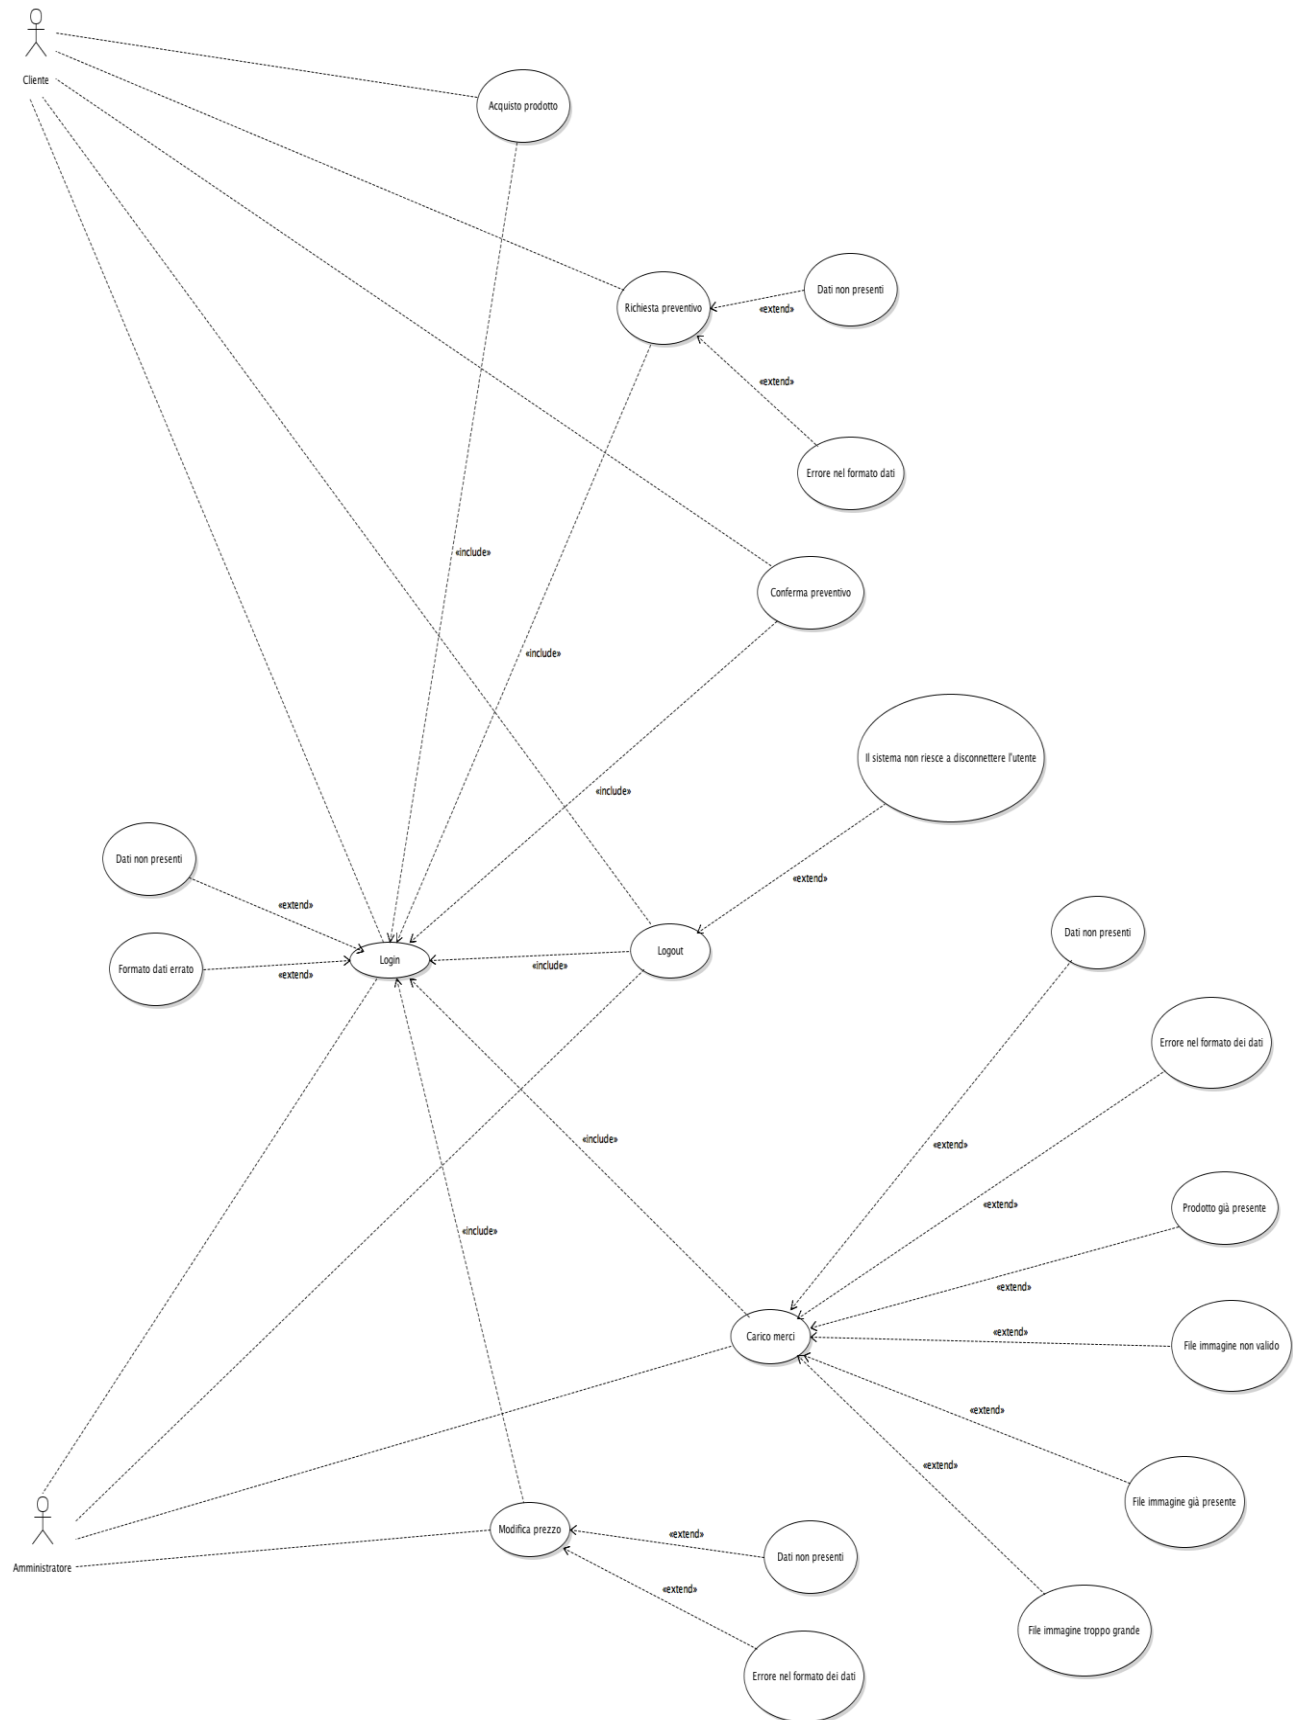 Cliente
Acquisto prodotto
Richiesta preventivo
Dati non presenti
«extend»
«extend»
Errore nel formato dati
«include»
Conferma preventivo
«include»
Il sistema non riesce a disconnettere l'utente
«include»
Dati non presenti
«extend»
«extend»
Dati non presenti
Formato dati errato
«extend»
Login
«include»
Logout
Errore nel formato dei dati
«include»
«extend»
«extend»
Prodotto già presente
«include»
«extend»
Carico merci
«extend»
File immagine non valido
«extend»
«extend»
File immagine già presente
Amministratore
Modifica prezzo
«extend»
Dati non presenti
«extend»
File immagine troppo grande
Errore nel formato dei dati